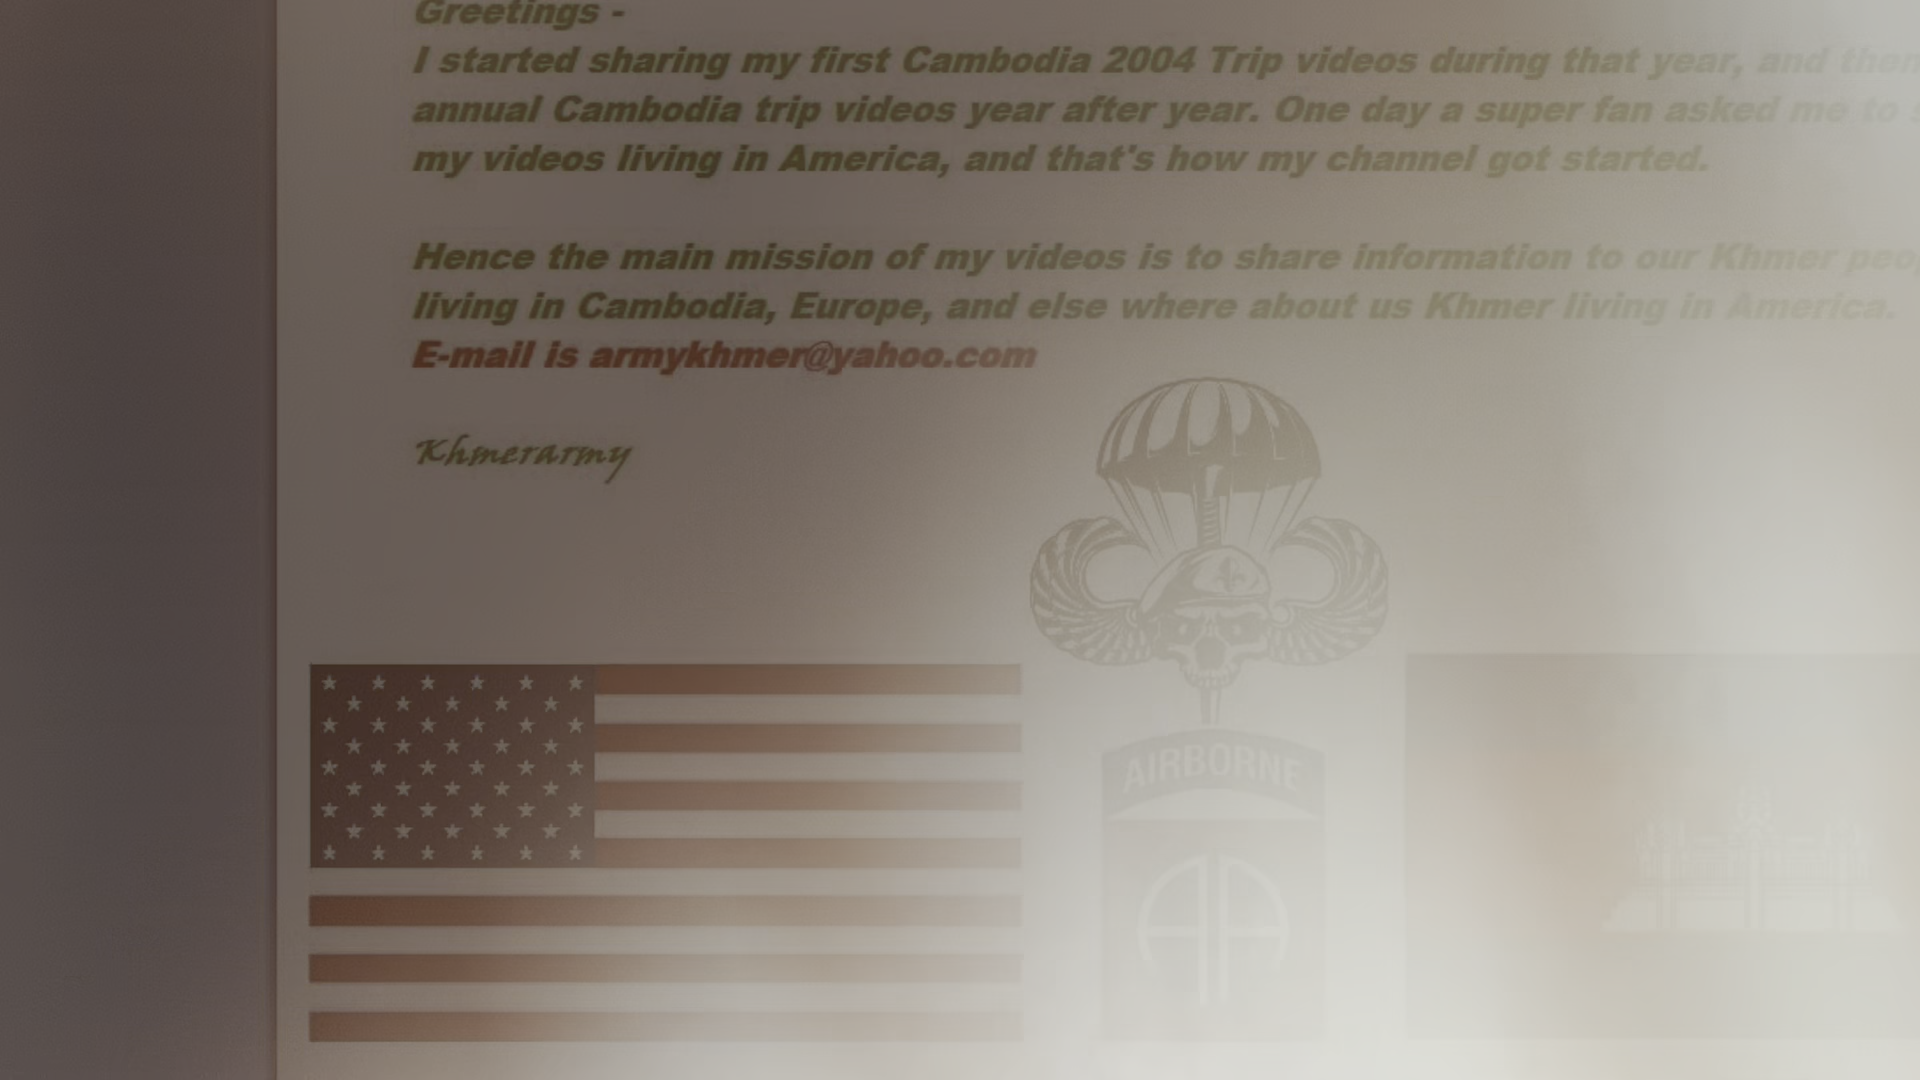 Greetings -
I started sharing my first Cambodia 2004 Trip videos during that year, and then
annual Cambodia trip videos year after year. One day a super fan asked me to
my videos living in America, and that's how my channel got started.
Hence the main mission of my videos is to share information to our Khmer
living in Cambodia, Europe, and else where about us Khmer living in America.
E-mail is armykhmer@yahoo.com
Khmerarmy
AIRBORNE